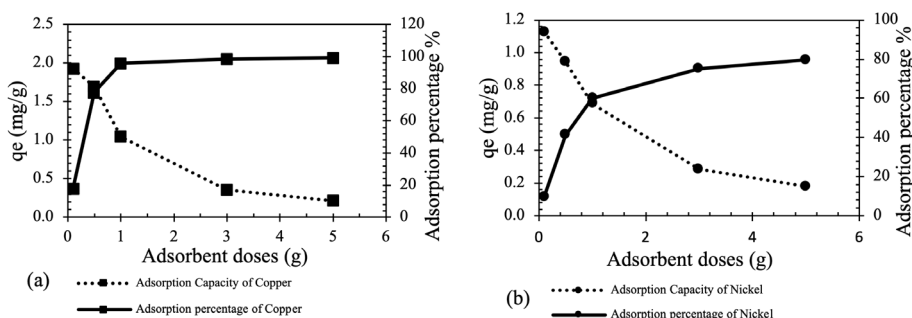 2.5
2.0
1.5
1.0
0.5
0.0
qe (mg/g)
120
100
80
60
40
20
0
Adsorption percentage %
0 1 2 3 4 5 6
Adsorbent doses (g)
(a)
Adsorption Capacity of Copper
Adsorption percentage of Copper
1.2
1.0
0.8
0.6
0.4
0.2
0.0
qe (mg/g)
100
80
60
40
20
0
Adsorption percentage %
0 2 4 6
Adsorbent doses (g)
(b)
Adsorption Capacity of Nickel
Adsorption percentage of Nickel